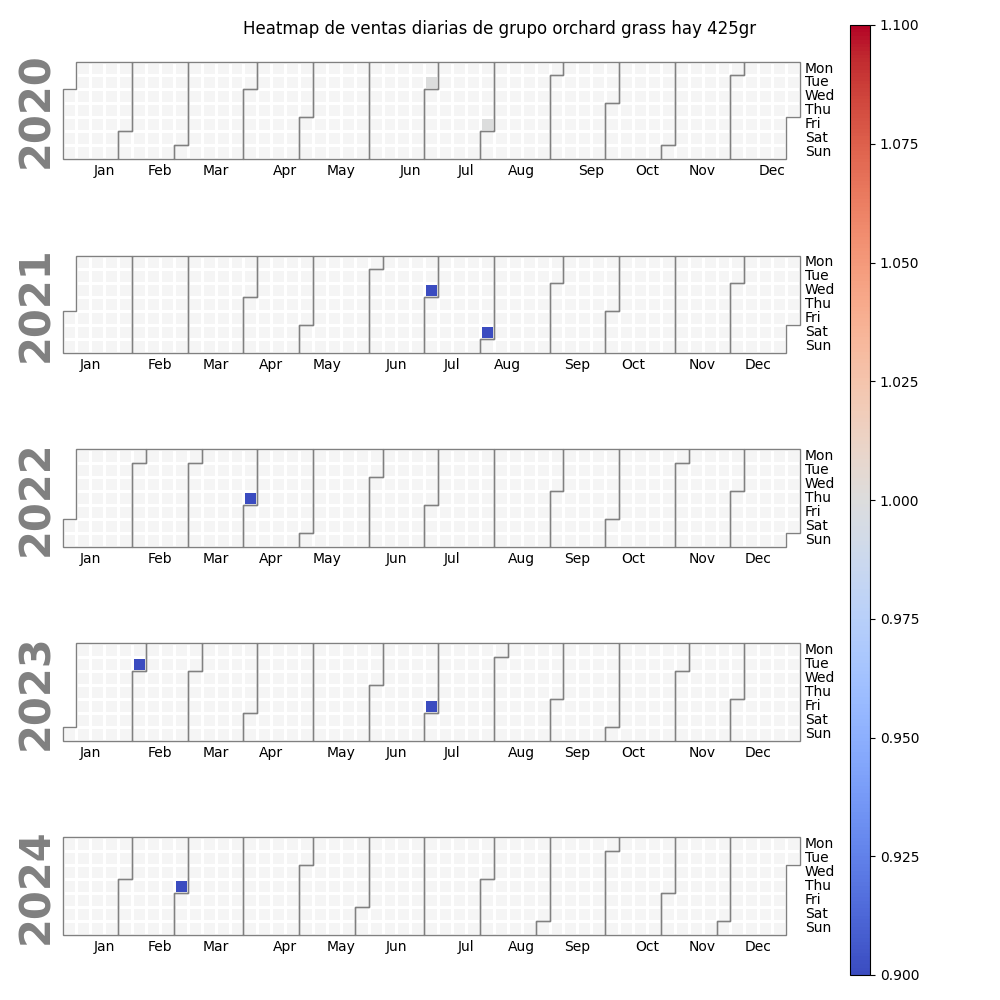 Heatmap de ventas diarias de grupo orchard grass hay 425gr
2020
Mon
Tue
Wed
Thu
Fri
Sat
Sun
Jan Feb Mar Apr May Jun Jul Aug Sep Oct Nov Dec
2021
Mon
Tue
Wed
Thu
Fri
Sat
Sun
Jan Feb Mar Apr May Jun Jul Aug Sep Oct Nov Dec
2022
Mon
Tue
Wed
Thu
Fri
Sat
Sun
Jan Feb Mar Apr May Jun Jul Aug Sep Oct Nov Dec
2023
Mon
Tue
Wed
Thu
Fri
Sat
Sun
Jan Feb Mar Apr May Jun Jul Aug Sep Oct Nov Dec
2024
Mon
Tue
Wed
Thu
Fri
Sat
Sun
Jan Feb Mar Apr May Jun Jul Aug Sep Oct Nov Dec
1.100
1.075
1.050
1.025
1.000
0.975
0.950
0.925
0.900